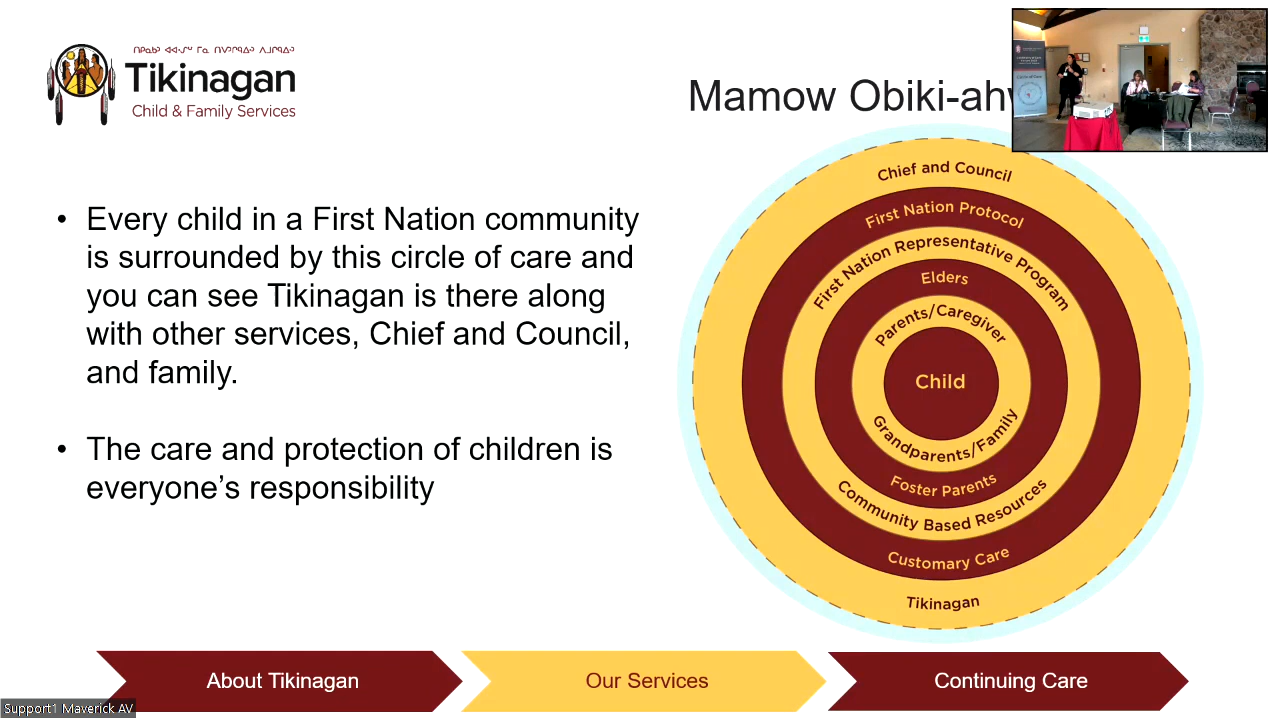 ᑎᑭᓇᑲᐣ
Tikinagan
Child & Family Services
Mamow Obiki-ah
• Every child in a First Nation community
is surrounded by this circle of care and
you can see Tikinagan is there along
with other services, Chief and Council,
and family.
• The care and protection of children is
everyone’s responsibility
Chief and Council
First Nation Protocol
First Nation Representative Program
Elders
Parents/Caregiver
Child
Grandparents/Family
Foster Parents
Community Based Resources
Customary Care
Tikinagan
About Tikinagan
Our Services
Continuing Care
Support1 Maverick AV